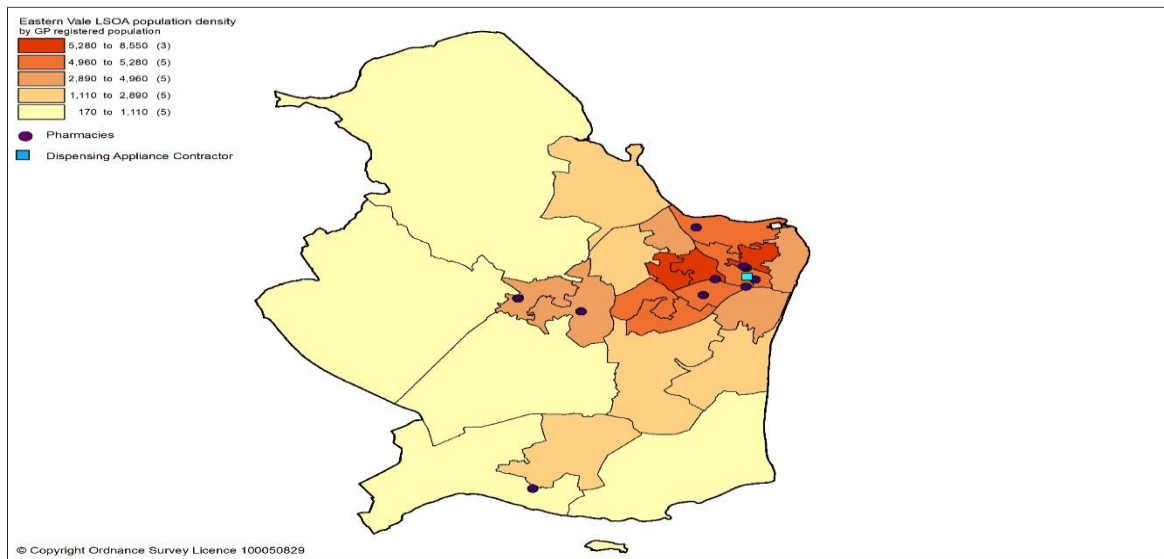 Eastern Vale LSOA population density
by GP registered population
5,280 to 8,550 (3)
4,960 to 5,280 (5)
2,890 to 4,960 (5)
1,110 to 2,890 (5)
170 to 1,110 (5)
Pharmacies
Dispensing Appliance Contractor
© Copyright Ordnance Survey Licence 100050829